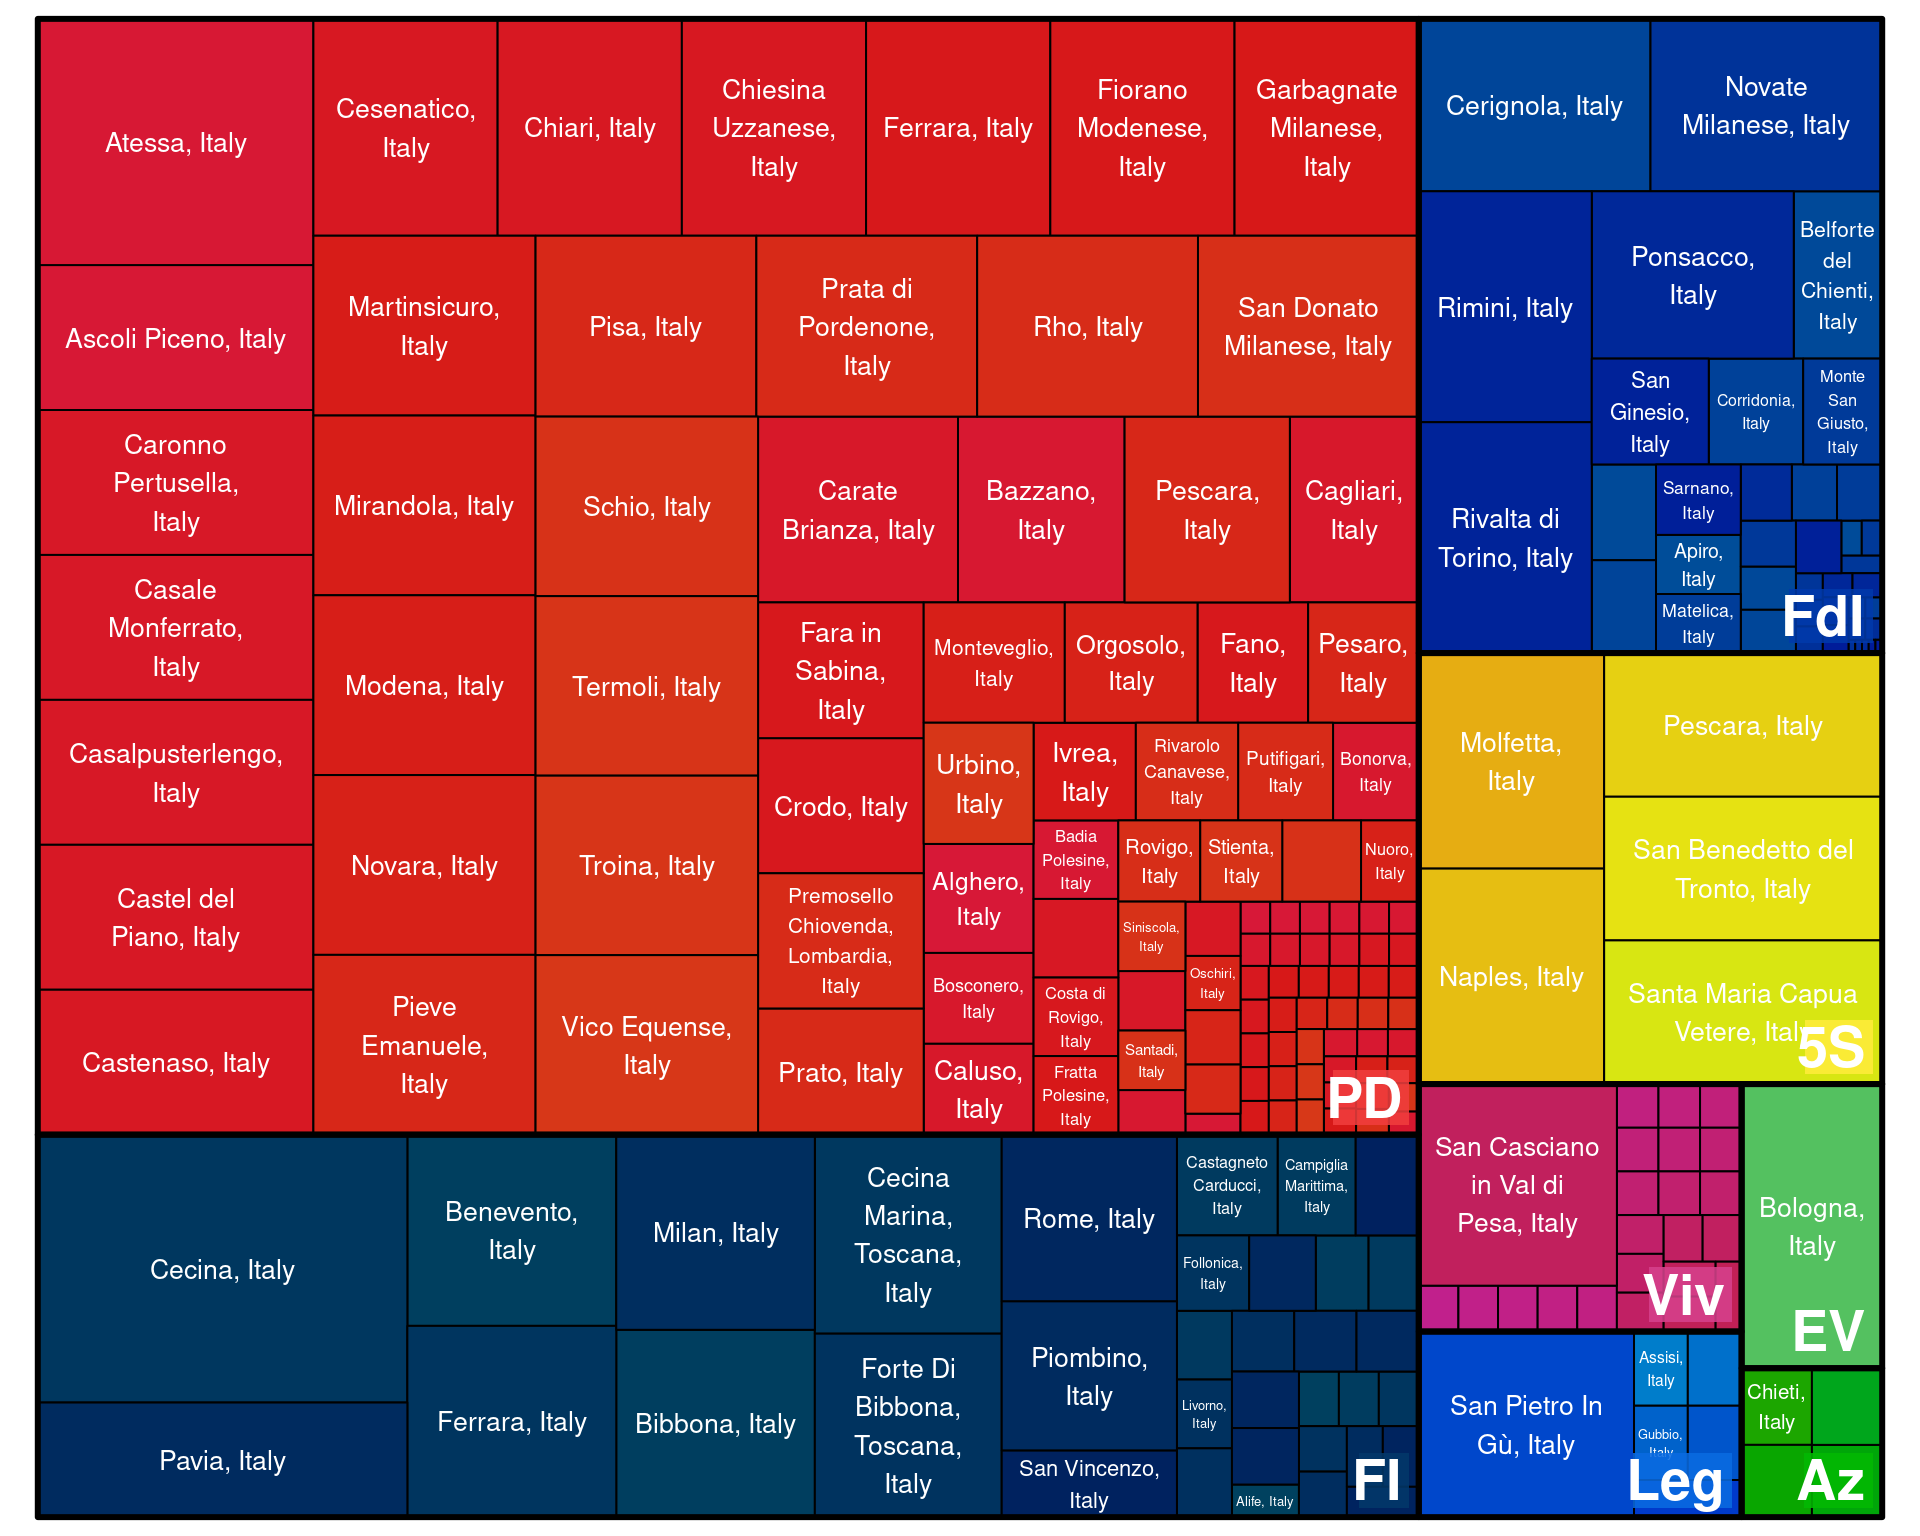 Atessa, Italy
Ascoli Piceno, Italy
Caronno
Pertusella,
Italy
Casale
Monferrato,
Italy
Casalpusterlengo,
Italy
Castel del
Piano, Italy
Castenaso, Italy
Cesenatico,
Italy
Chiari, Italy
Chiesina
Uzzanese,
Italy
Ferrara, Italy
Fiorano
Modenese,
Italy
Garbagnate
Milanese,
Italy
Martinsicuro,
Italy
Mirandola, Italy
Modena, Italy
Novara, Italy
Pieve
Emanuele,
Italy
Pisa, Italy
Prata di
Pordenone,
Italy
Rho, Italy
San Donato
Milanese, Italy
Schio, Italy
Termoli, Italy
Troina, Italy
Vico Equense,
Italy
Carate
Brianza, Italy
Bazzano,
Italy
Pescara,
Italy
Cagliari,
Italy
Fara in
Sabina,
Italy
Crodo, Italy
Premosello
Chiovenda,
Lombardia,
Italy
Prato, Italy
Monteveglio,
Italy
Orgosolo,
Italy
Fano,
Italy
Pesaro,
Italy
Urbino,
Italy
Alghero,
Italy
Bosconero,
Italy
Caluso,
Italy
Ivrea,
Italy
Rivarolo
Canavese,
Italy
Putifigari,
Italy
Bonorva,
Italy
Badia
Polesine,
Italy
Costa di
Rovigo,
Italy
Fratta
Polesine,
Italy
Rovigo,
Italy
Stienta,
Italy
Nuoro,
Italy
Siniscola,
Italy
Santadi,
Italy
Oschiri,
Italy
PD
Cecina, Italy
Pavia, Italy
Benevento,
Italy
Ferrara, Italy
Milan, Italy
Bibbona, Italy
Cecina
Marina,
Toscana,
Italy
Forte Di
Bibbona,
Toscana,
Italy
Rome, Italy
Piombino,
Italy
San Vincenzo,
Italy
Castagneto
Carducci,
Italy
Campiglia
Marittima,
Italy
Follonica,
Italy
Livorno,
Italy
Alife, Italy
FI
Cerignola, Italy
Novate
Milanese, Italy
Rimini, Italy
Rivalta di
Torino, Italy
Ponsacco,
Italy
Belforte
del
Chienti,
Italy
San
Ginesio,
Italy
Corridonia,
Italy
Monte
San
Giusto,
Italy
Sarnano,
Italy
Apiro,
Italy
Matelica,
Italy
FdI
Molfetta,
Italy
Naples, Italy
Pescara, Italy
San Benedetto del
Tronto, Italy
Santa Maria Capua
Vetere, Italy
5S
San Casciano
in Val di
Pesa, Italy
Viv
Bologna,
Italy
EV
San Pietro In
Gù, Italy
Assisi,
Italy
Gubbio,
Italy
Leg
Chieti,
Italy
Az